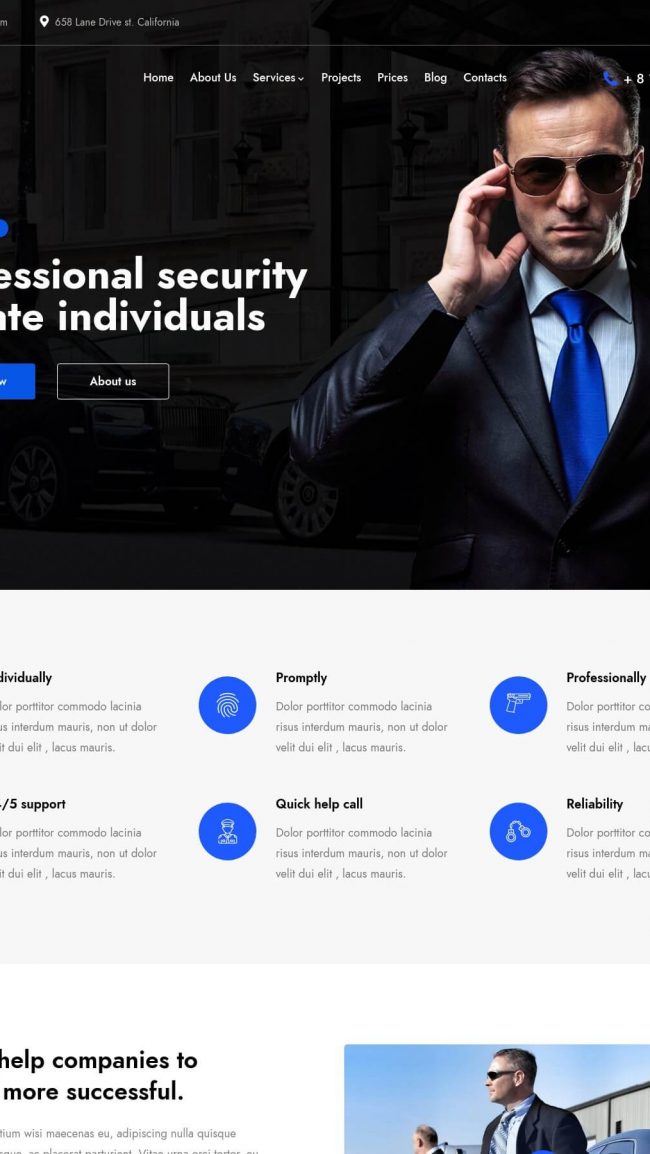 m
658 Lane Drive st. California
Home About Us Services Projects Prices Blog Contacts
+ 8
essional security
ate individuals
w
About us
dividually
Promptly
Professionally
lor porttitor commodo lacinia
Dolor porttitor commodo lacinia
Dolor porttitor co
us interdum mauris, non ut dolor
risus interdum mauris, non ut dolor
risus interdum ma
it dui elit , lacus mauris.
velit dui elit , lacus mauris.
velit dui elit , lacu
/5 support
Quick help call
Reliability
lor porttitor commodo lacinia
Dolor porttitor commodo lacinia
Dolor porttitor co
us interdum mauris, non ut dolor
risus interdum mauris, non ut dolor
risus interdum ma
it dui elit , lacus mauris.
velit dui elit , lacus mauris.
velit dui elit , lacu
help companies to
more successful.
tium wisi maecenas eu, adipiscing nulla quisque